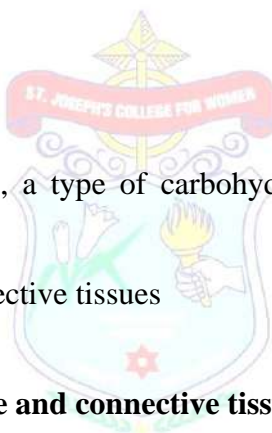 ST. JOSEPH'S COLLEGE FOR WOMEN
, a type of carbohyd
ective tissues
e and connective tiss